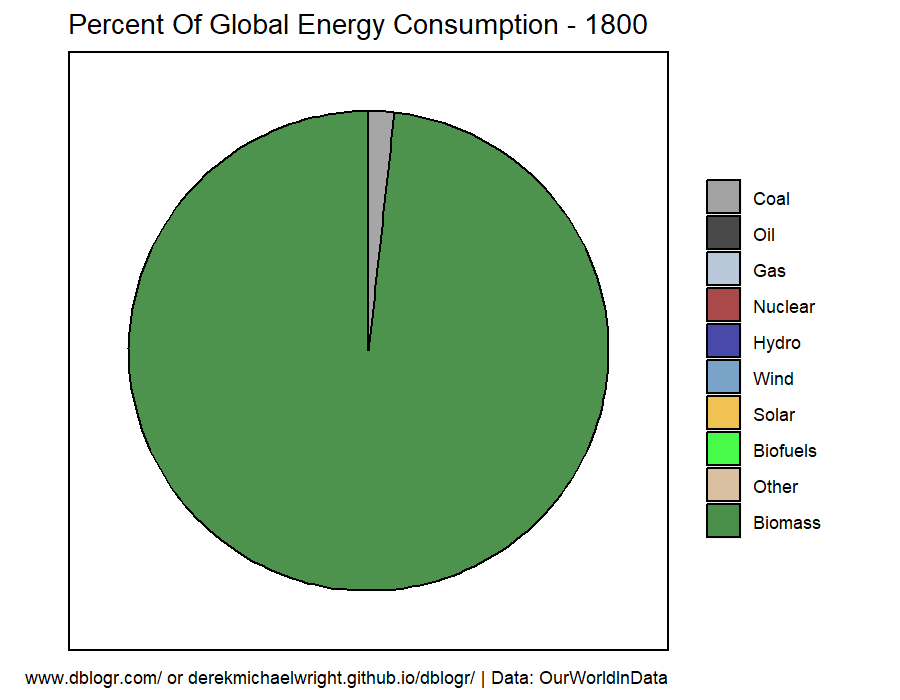 Percent Of Global Energy Consumption - 1800
Coal
Oil
Gas
Nuclear
Hydro
Wind
Solar
Biofuels
Other
Biomass
www.dblogr.com/ or derekmichaelwright.github.io/dblogr/ | Data: OurWorldInData